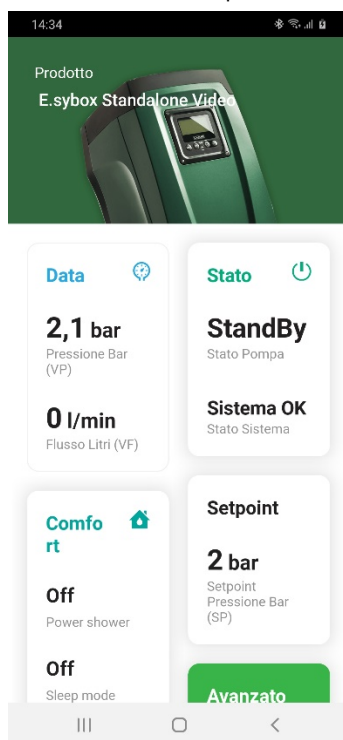 14:34
Prodotto
E.sybox Standalone Video
Data
2,1 bar
Pressione Bar
(VP)
0 l/min
Flusso Litri (VF)
Stato
StandBy
Stato Pompa
Sistema OK
Stato Sistema
Comfo
rt
Off
Power shower
Off
Sleep mode
Setpoint
2 bar
Setpoint
Pressione Bar
(SP)
Avanzato